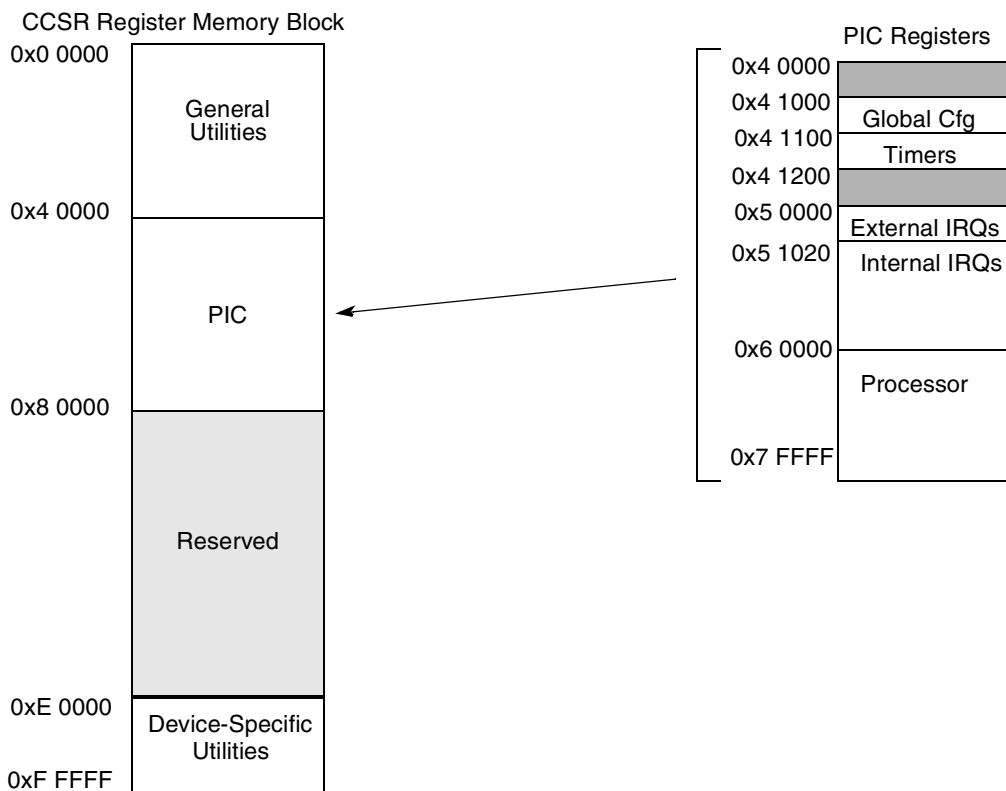 CCSR Register Memory Block
0x0 0000
General
Utilities
0x4 0000
PIC
0x8 0000
Reserved
0xE 0000
Device-Specific
Utilities
0xF FFFF
PIC Registers
0x4 0000
0x4 1000
Global Cfg
0x4 1100
Timers
0x4 1200
0x5 0000
External IRQs
0x5 1020
Internal IRQs
0x6 0000
Processor
0x7 FFFF